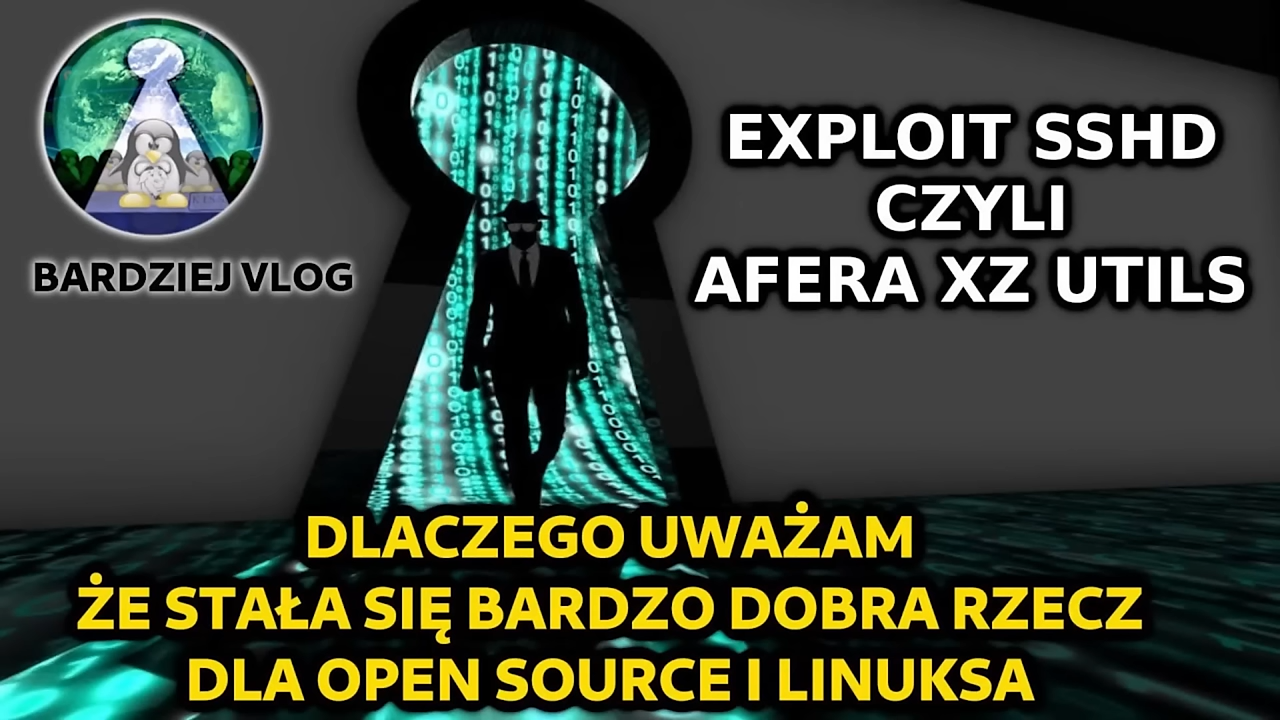 BARDZIEJ VLOG
EXPLOIT SSHD
CZYLI
AFERA XZ UTILS
DLACZEGO UWAŻAM
ŻE STAŁA SIĘ BARDZO DOBRA RZECZ
DLA OPEN SOURCE I LINUKSA